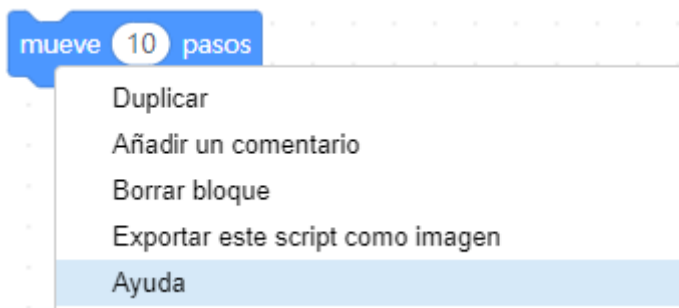 mueve 10 pasos
Duplicar
Añadir un comentario
Borrar bloque
Exportar este script como imagen
Ayuda